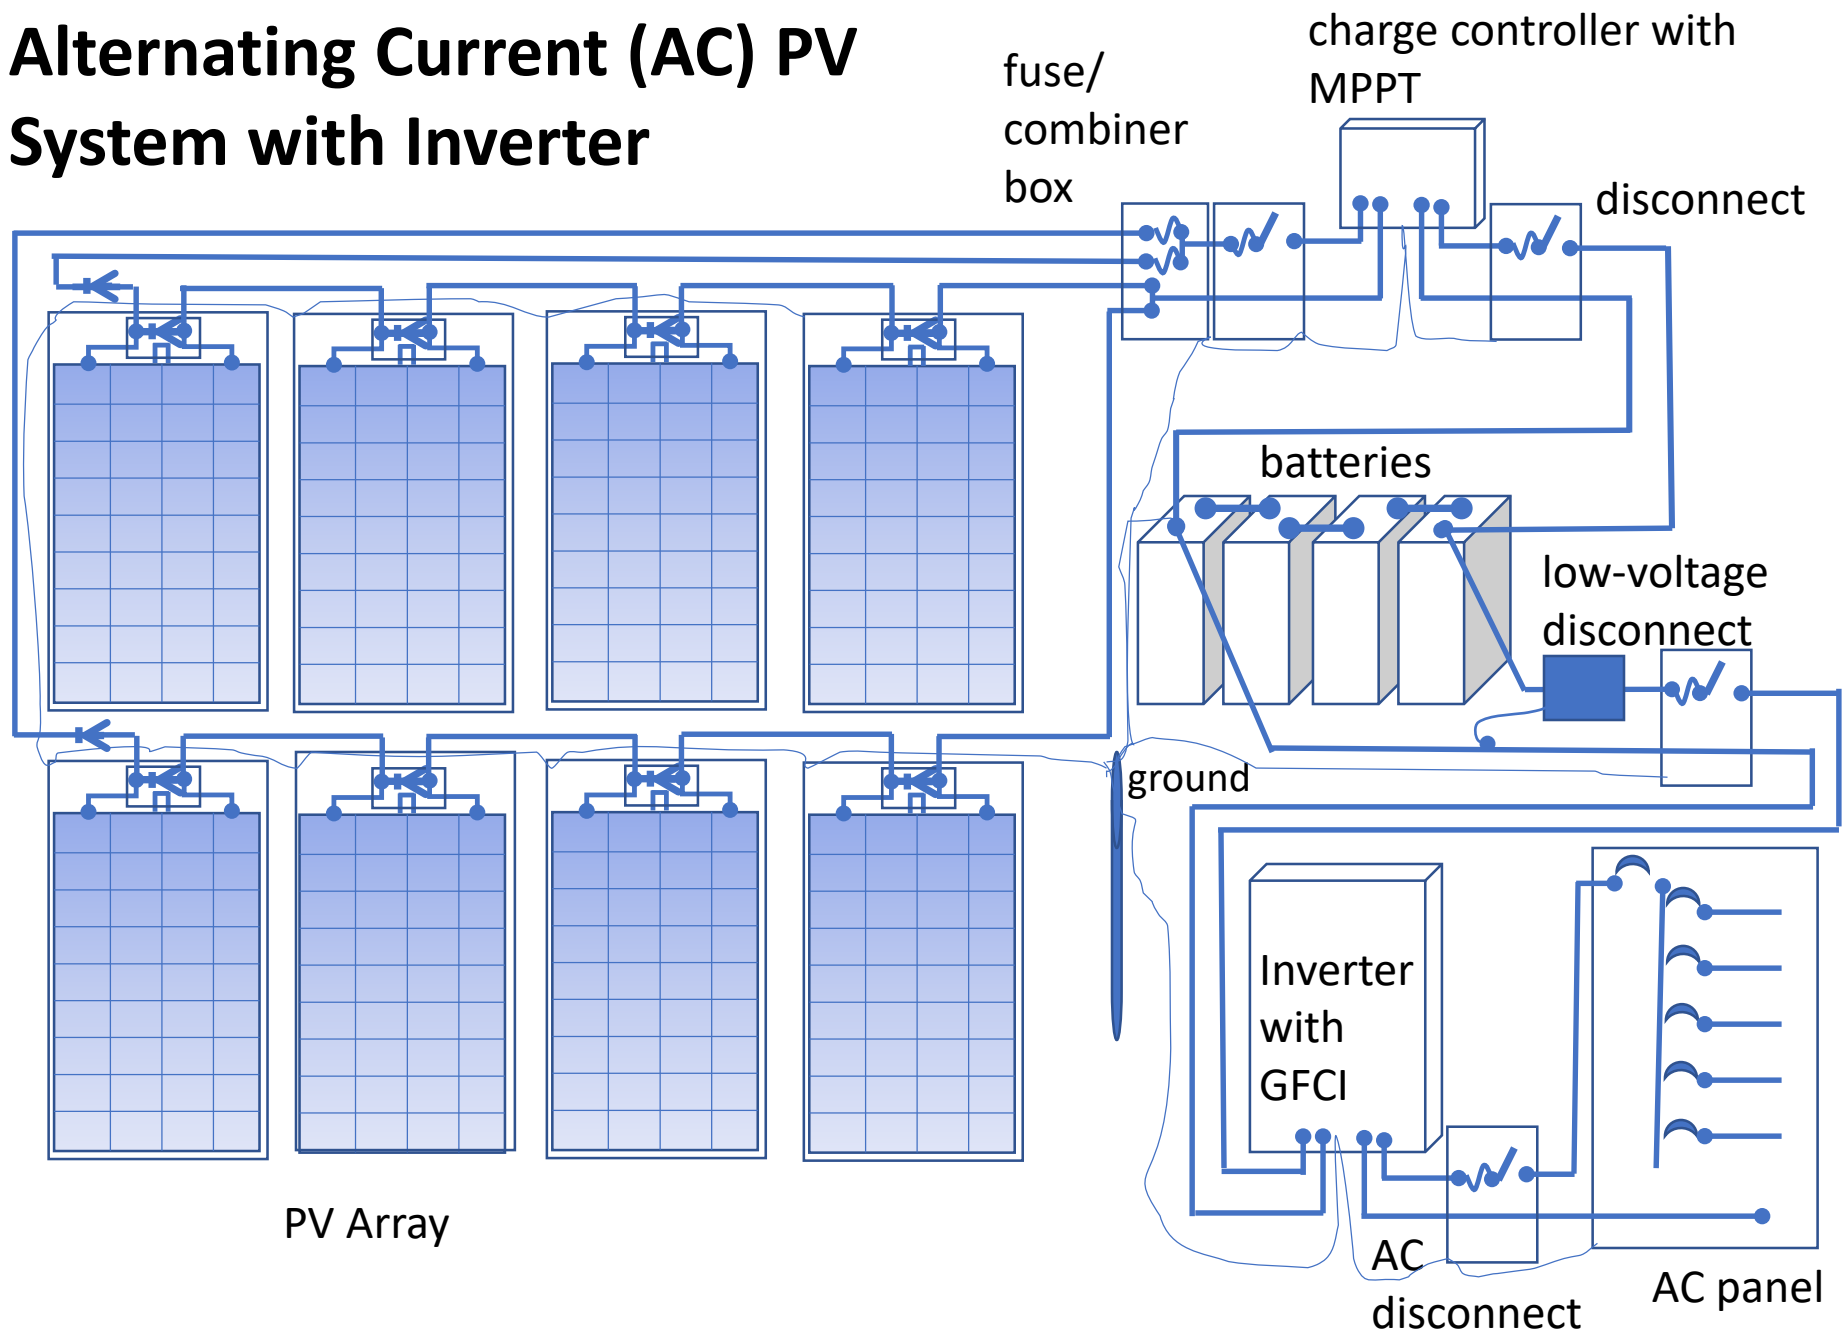 Alternating Current (AC) PV
System with Inverter
fuse/
combiner
box
charge controller with
MPPT
disconnect
batteries
low-voltage
disconnect
ground
Inverter
with
GFCI
PV Array
AC
disconnect
AC panel